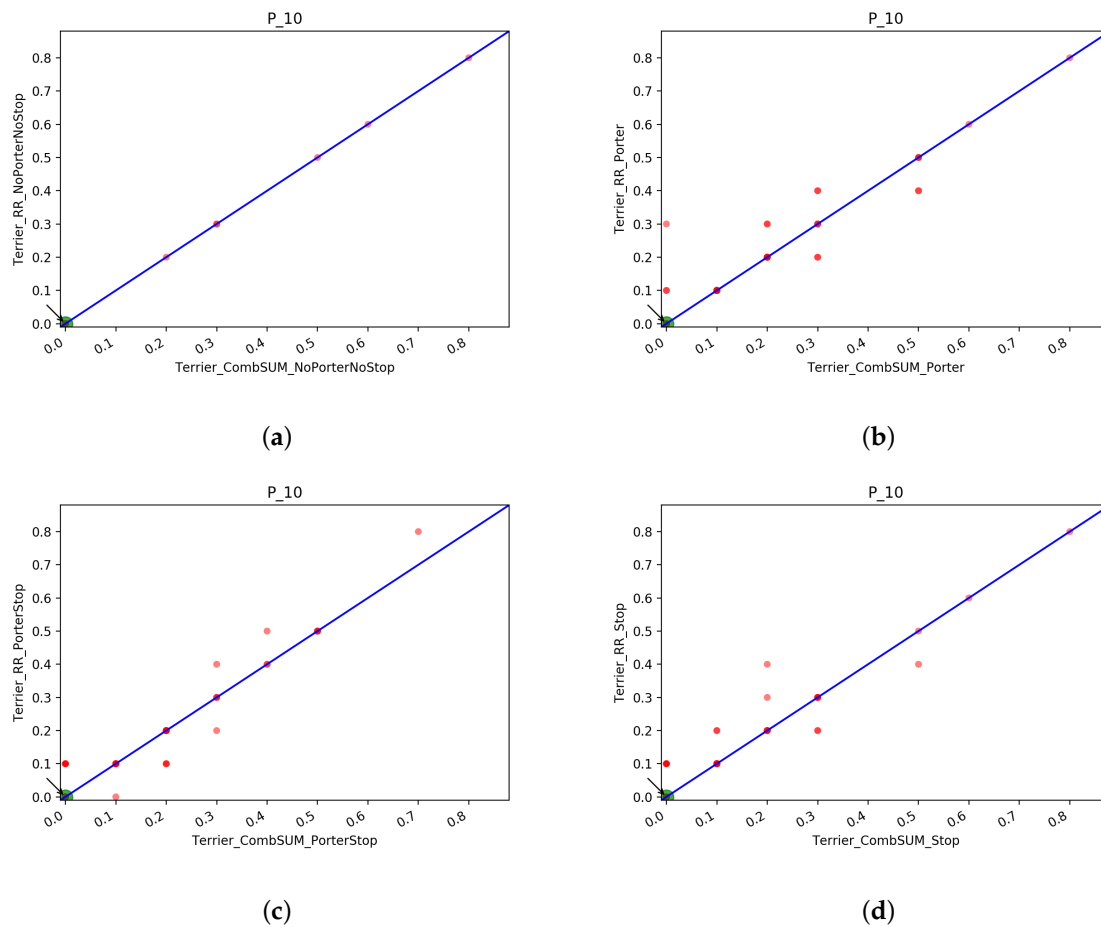 P_10
Terrier_RR_NoPorterNoStop
0.8
0.7
0.6
0.5
0.4
0.3
0.2
0.1
0.0
0.0 0.1 0.2 0.3 0.4 0.5 0.6 0.7 0.8
Terrier_CombSUM_NoPorterNoStop
(a)
P_10
Terrier_RR_Porter
0.8
0.7
0.6
0.5
0.4
0.3
0.2
0.1
0.0
0.0 0.1 0.2 0.3 0.4 0.5 0.6 0.7 0.8
Terrier_CombSUM_Porter
(b)
P_10
Terrier_RR_PorterStop
0.8
0.7
0.6
0.5
0.4
0.3
0.2
0.1
0.0
0.0 0.1 0.2 0.3 0.4 0.5 0.6 0.7 0.8
Terrier_CombSUM_PorterStop
(c)
P_10
Terrier_RR_Stop
0.8
0.7
0.6
0.5
0.4
0.3
0.2
0.1
0.0
0.0 0.1 0.2 0.3 0.4 0.5 0.6 0.7 0.8
Terrier_CombSUM_Stop
(d)